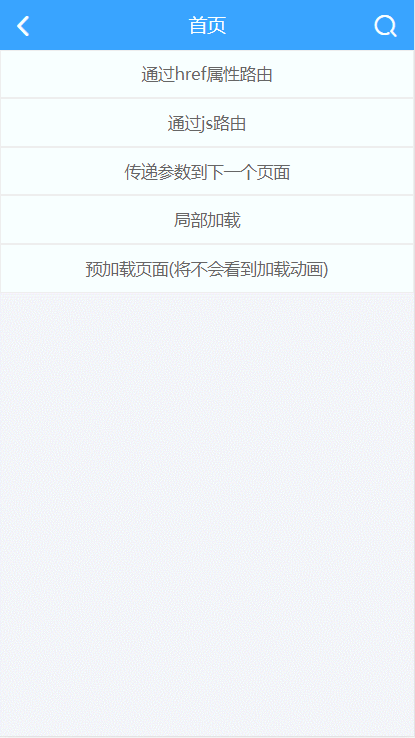 首页
通过href属性路由
通过js路由
传递参数到下一个页面
局部加载
预加载页面(将不会看到加载动画)